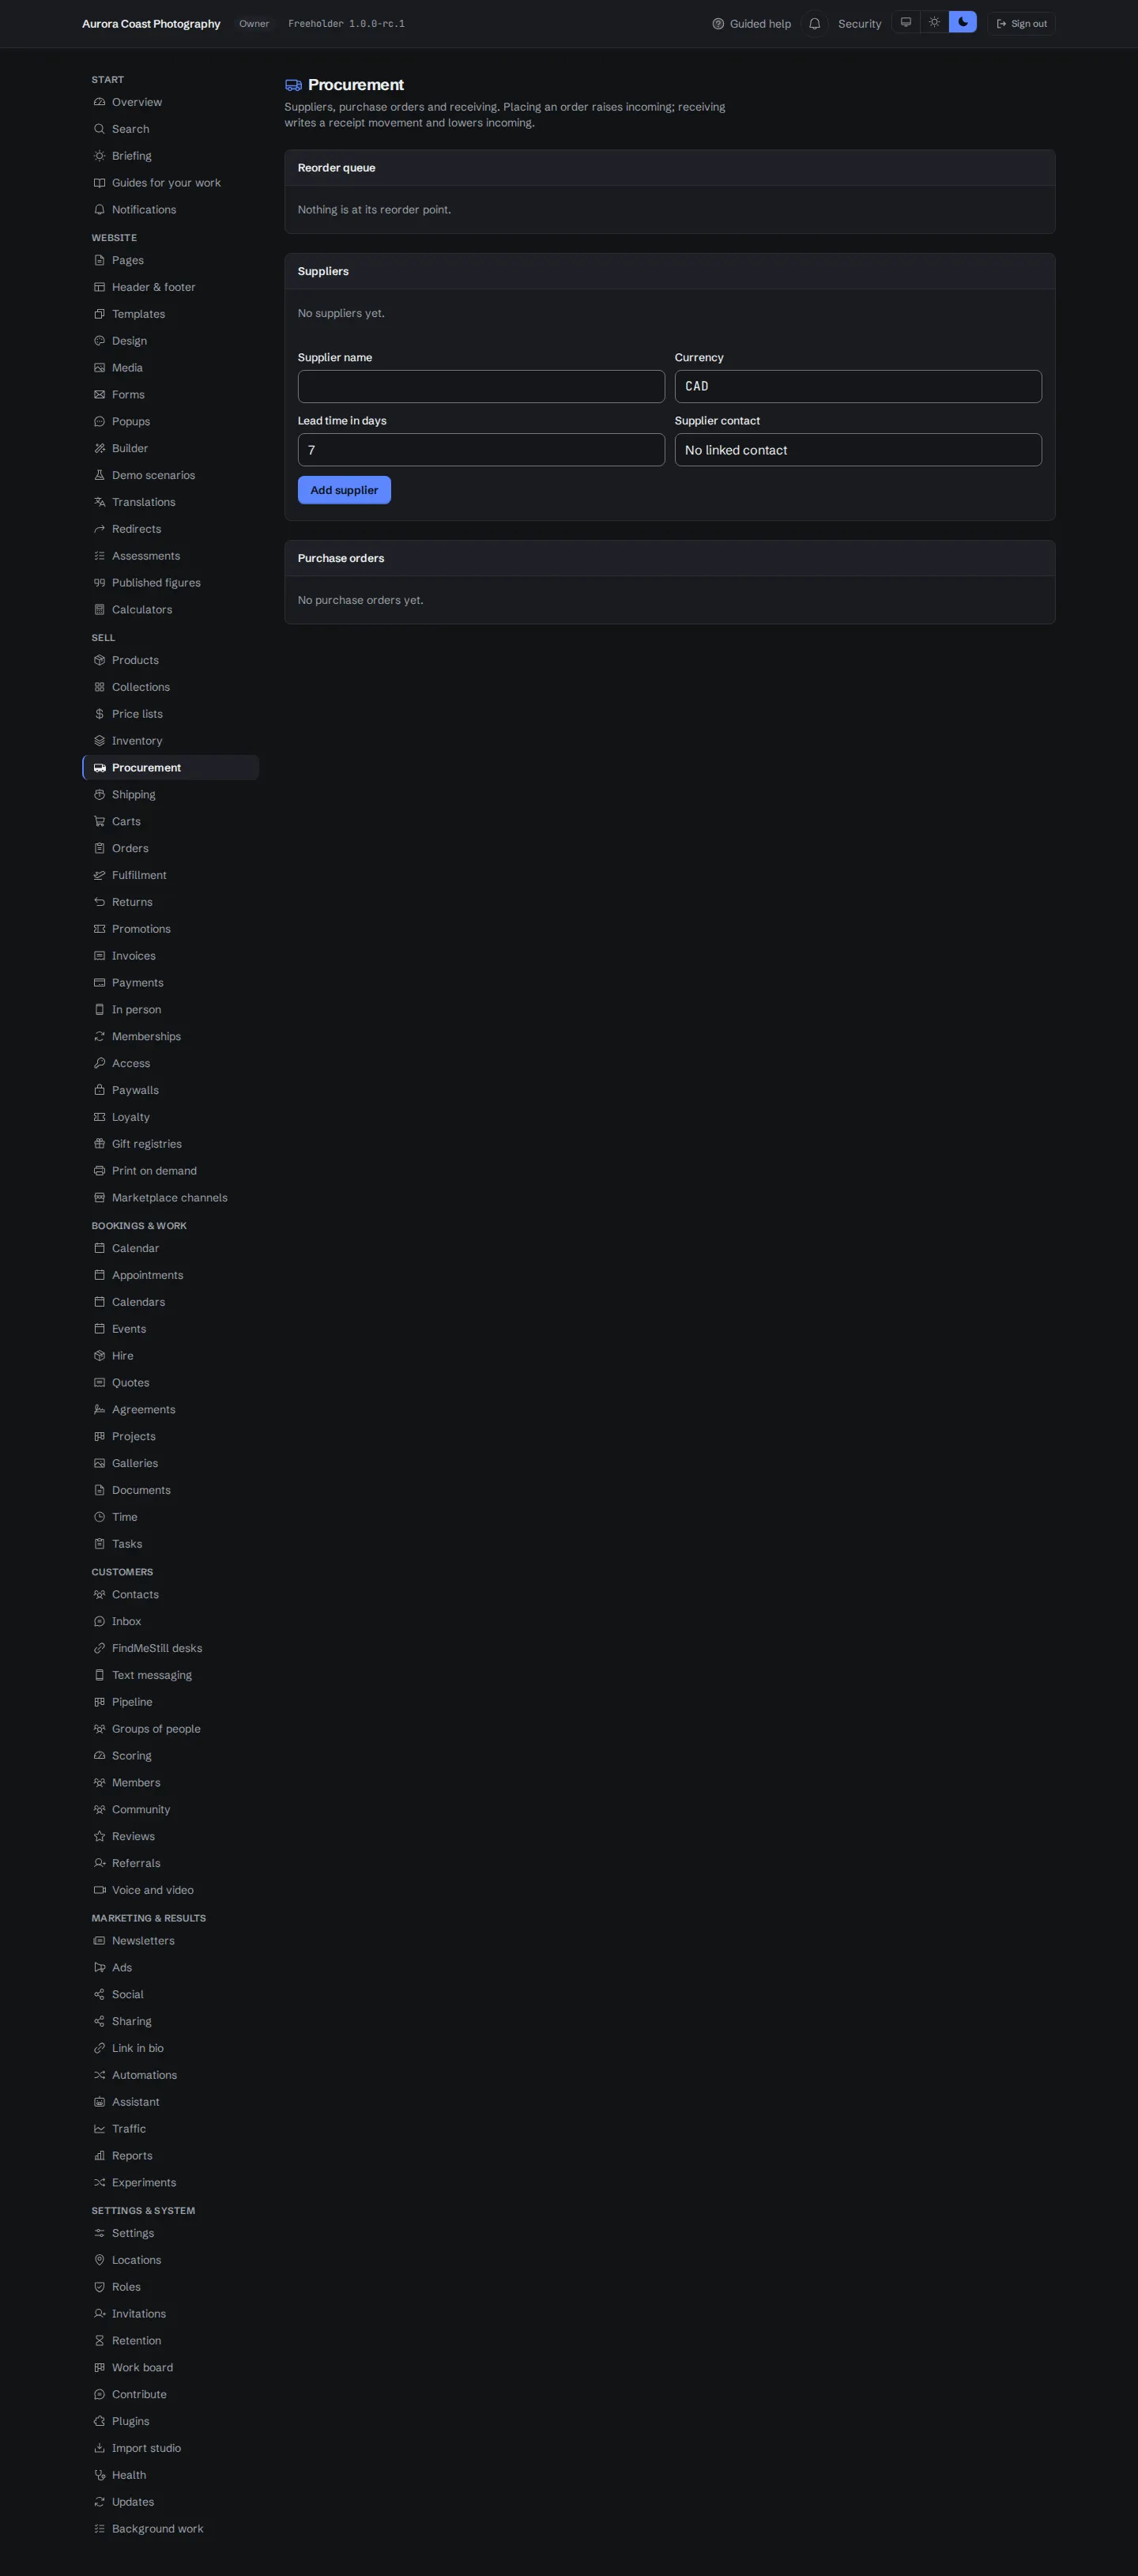 Aurora Coast Photography
Owner
Freeholder 1.0.0-rc.1
Guided help
Security
Sign out
START
Overview
Search
Briefing
Guides for your work
Notifications
WEBSITE
Pages
Header & footer
Templates
Design
Media
Forms
Popups
Builder
Demo scenarios
Translations
Redirects
Assessments
Published figures
Calculators
SELL
Products
Collections
Price lists
Inventory
Procurement
Shipping
Carts
Orders
Fulfillment
Returns
Promotions
Invoices
Payments
In person
Memberships
Access
Paywalls
Loyalty
Gift registries
Print on demand
Marketplace channels
BOOKINGS & WORK
Calendar
Appointments
Calendars
Events
Hire
Quotes
Agreements
Projects
Galleries
Documents
Time
Tasks
CUSTOMERS
Contacts
Inbox
FindMeStill desks
Text messaging
Pipeline
Groups of people
Scoring
Members
Community
Reviews
Referrals
Voice and video
MARKETING & RESULTS
Newsletters
Ads
Social
Sharing
Link in bio
Automations
Assistant
Traffic
Reports
Experiments
SETTINGS & SYSTEM
Settings
Locations
Roles
Invitations
Retention
Work board
Contribute
Plugins
Import studio
Health
Updates
Background work
Procurement
Suppliers, purchase orders and receiving. Placing an order raises incoming; receiving
writes a receipt movement and lowers incoming.
Reorder queue
Nothing is at its reorder point.
Suppliers
No suppliers yet.
Supplier name
Currency
CAD
Lead time in days
7
Supplier contact
No linked contact
Add supplier
Purchase orders
No purchase orders yet.